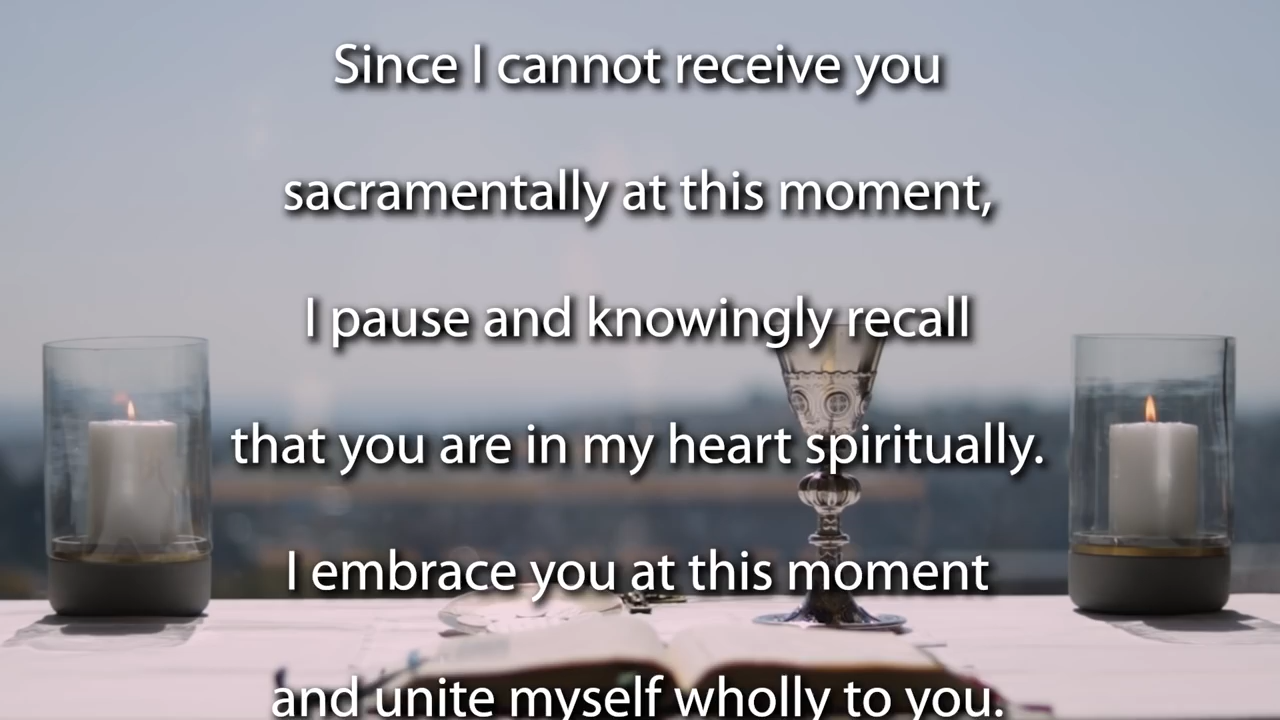 Since I cannot receive you
sacramentally at this moment,
I pause and knowingly recall
that you are in my heart spiritually.
I embrace you at this moment
and unite myself wholly to you.